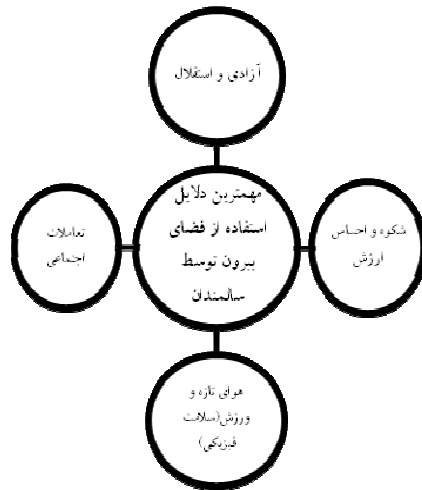 آزادی و استقلال
مهمترین دلایل
استفاده از فضای
بیرون توسط
سالمندان
شکوه و احساس
ارزش
تعاملات
اجتماعی
هوای تازه و
ورزش(سلامت
فیزیکی)